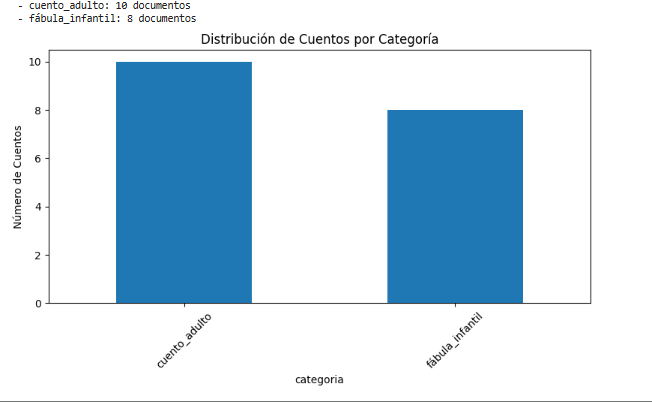 - cuento_adulto: 10 documentos
- fábula_infantil: 8 documentos
Distribución de Cuentos por Categoría
Número de Cuentos
10
8
6
4
2
0
cuento_adulto
fábula_infantil
categoria